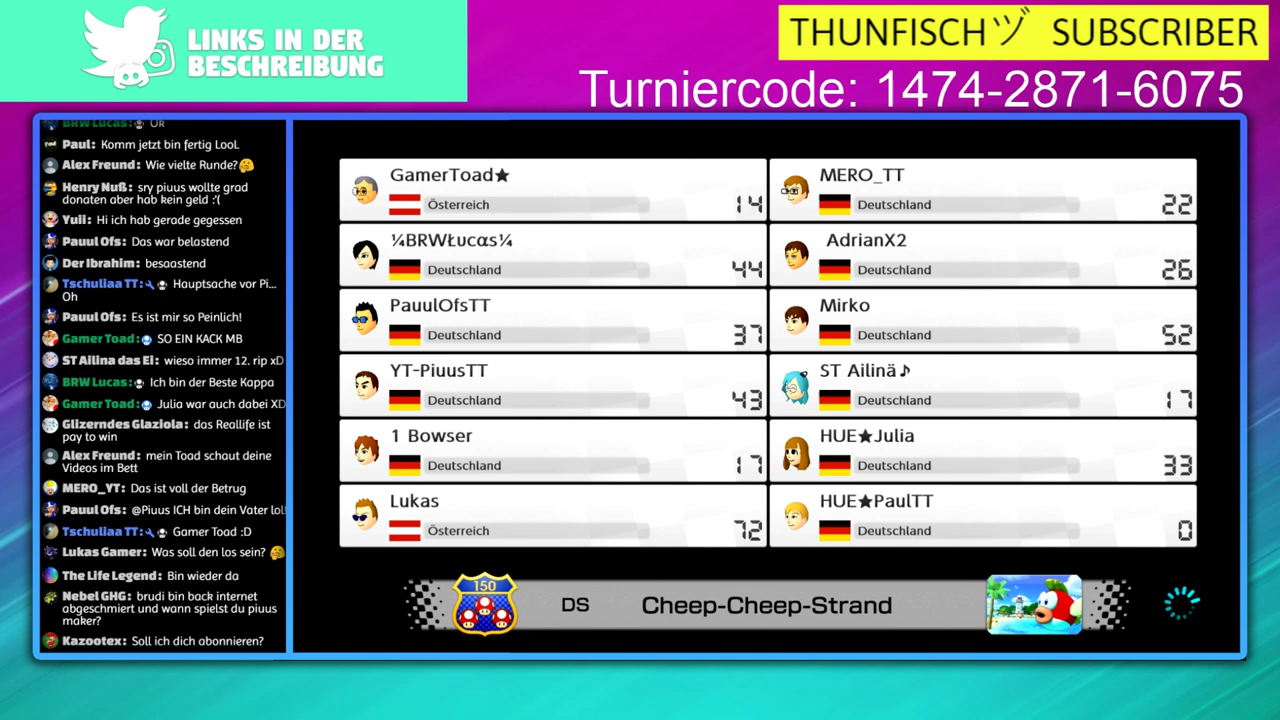 LINKS IN DER
BESCHREIBUNG
THUNFISCHヅ SUBSCRIBER
Turniercode: 1474-2871-6075
BRW Lucas: OR
Paul: Komm jetzt bin fertig LooL
Alex Freund: Wie vielte Runde?🤔
Henry Nuß: sry piuus wollte grad
donaten aber hab kein geld :'(
Yuii: Hi ich hab gerade gegessen
Pauul Ofs: Das war belastend
Der Ibrahim: besaastend
Tschuliaa TT: Hauptsache vor Pi...
Oh
Pauul Ofs: Es ist mir so Peinlich!
Gamer Toad: SO EIN KACK MB
ST Ailina das Ei: wieso immer 12. rip xD
BRW Lucas: Ich bin der Beste Kappa
Gamer Toad: Julia war auch dabei XD
Glizerndes Glaziola: das Reallife ist
pay to win
Alex Freund: mein Toad schaut deine
Videos im Bett
MERO_YT: Das ist voll der Betrug
Pauul Ofs: @Piuus ICH bin dein Vater lol!
Tschuliaa TT: Gamer Toad :D
Lukas Gamer: Was soll den los sein? 🤔
The Life Legend: Bin wieder da
Nebel GHG: brudi bin back internet
abgeschmiert und wann spielst du piuus
maker?
Kazootex: Soll ich dich abonnieren?
GamerToad★
Österreich 14
MERO_TT
Deutschland 22
¼BRWŁucαs¼
Deutschland 44
AdrianX2
Deutschland 26
PauulOfsTT
Deutschland 37
Mirko
Deutschland 52
YT-PiuusTT
Deutschland 43
ST Ailinä♪
Deutschland 17
1 Bowser
Deutschland 17
HUE★Julia
Deutschland 33
Lukas
Österreich 72
HUE★PaulTT
Deutschland 0
150 DS Cheep-Cheep-Strand